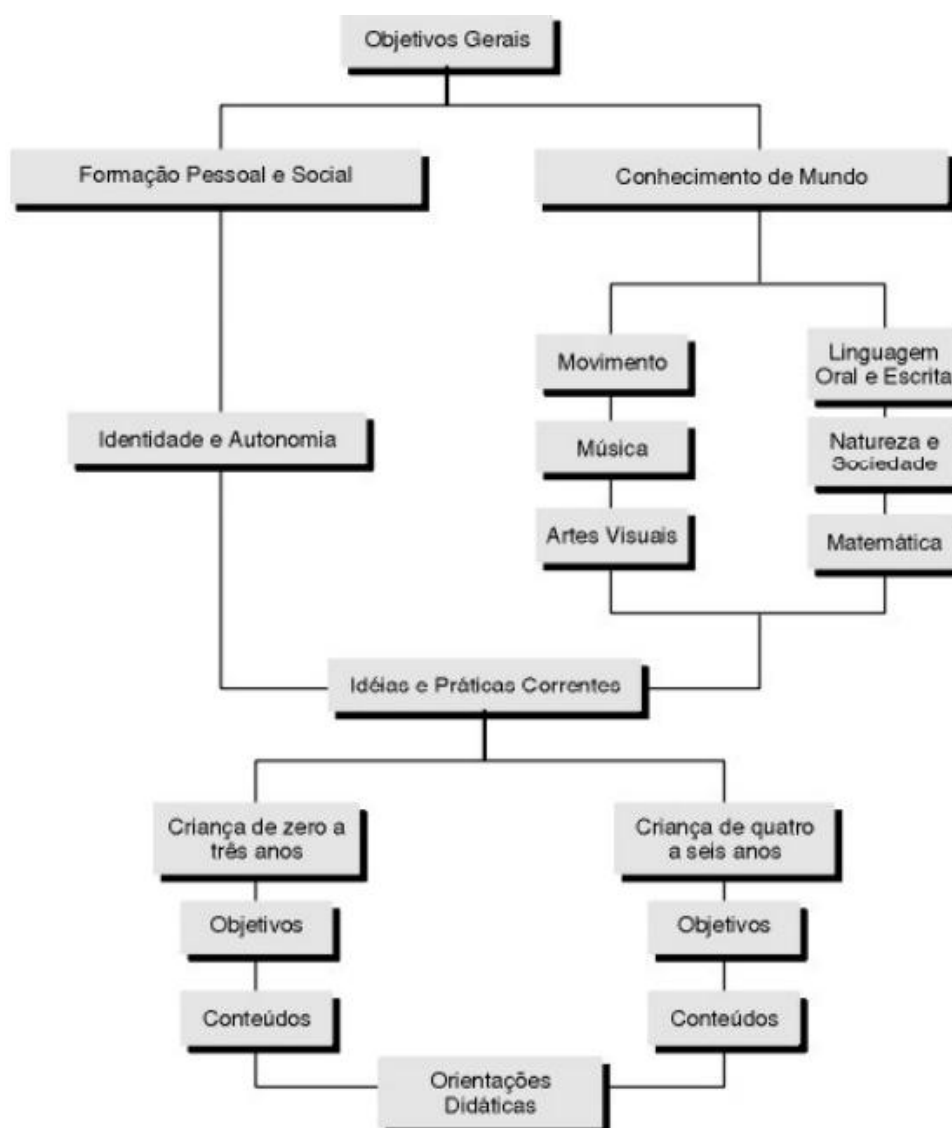 Objetivos Gerais
Formação Pessoal e Social
Conhecimento de Mundo
Identidade e Autonomia
Movimento
Música
Artes Visuais
Linguagem
Oral e Escrita
Natureza e
Sociedade
Matemática
Idéias e Práticas Correntes
Criança de zero a
três anos
Objetivos
Conteúdos
Criança de quatro
a seis anos
Objetivos
Conteúdos
Orientações
Didáticas